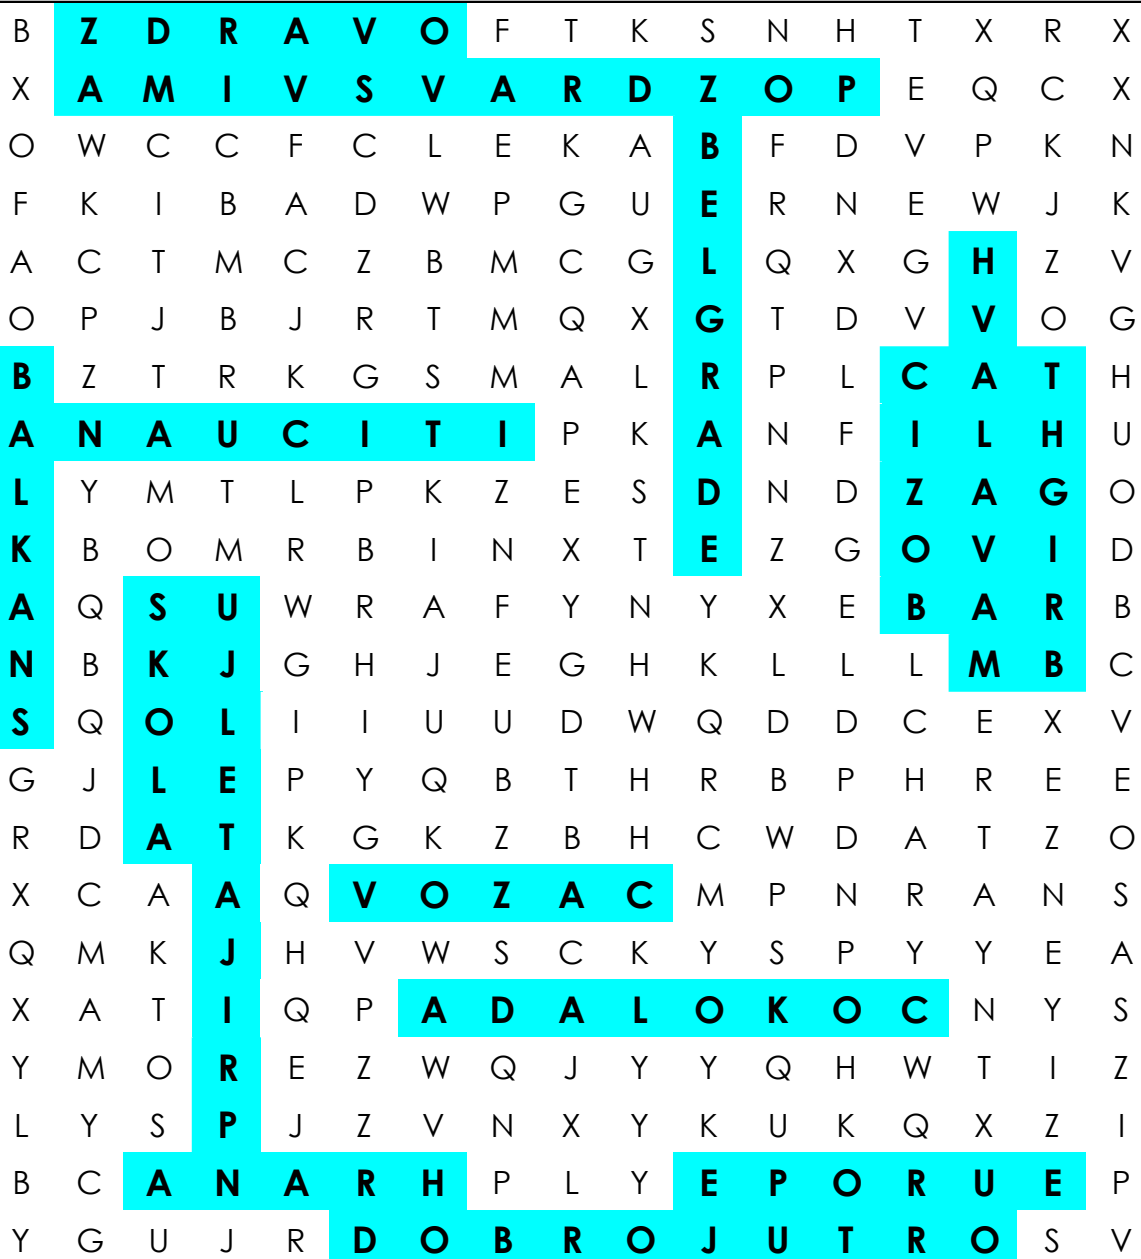 B Z D R A V O F T K S N H T X R X
X A M I V S V A R D Z O P E Q C X
O W C C F C L E K A B F D V P K N
F K I B A D W P G U E R N E W J K
A C T M C Z B M C G L Q X G H Z V
O P J B J R T M Q X G T D V V O G
B Z T R K G S M A L R P L C A T H
A N A U C I T I P K A N F I L H U
L Y M T L P K Z E S D N D Z A G O
K B O M R B I N X T E Z G O V I D
A Q S U W R A F Y N Y X E B A R B
N B K J G H J E G H K L L L M B C
S Q O L I I U U D W Q D D C E X V
G J L E P Y Q B T H R B P H R E E
R D A T K G K Z B H C W D A T Z O
X C A A Q V O Z A C M P N R A N S
Q M K J H V W S C K Y S P Y Y E A
X A T I Q P A D A L O K O C N Y S
Y M O R E Z W Q J Y Y Q H W T I Z
L Y S P J Z V N X Y K U K Q X Z I
B C A N A R H P L Y E P O R U E P
Y G U J R D O B R O J U T R O S V